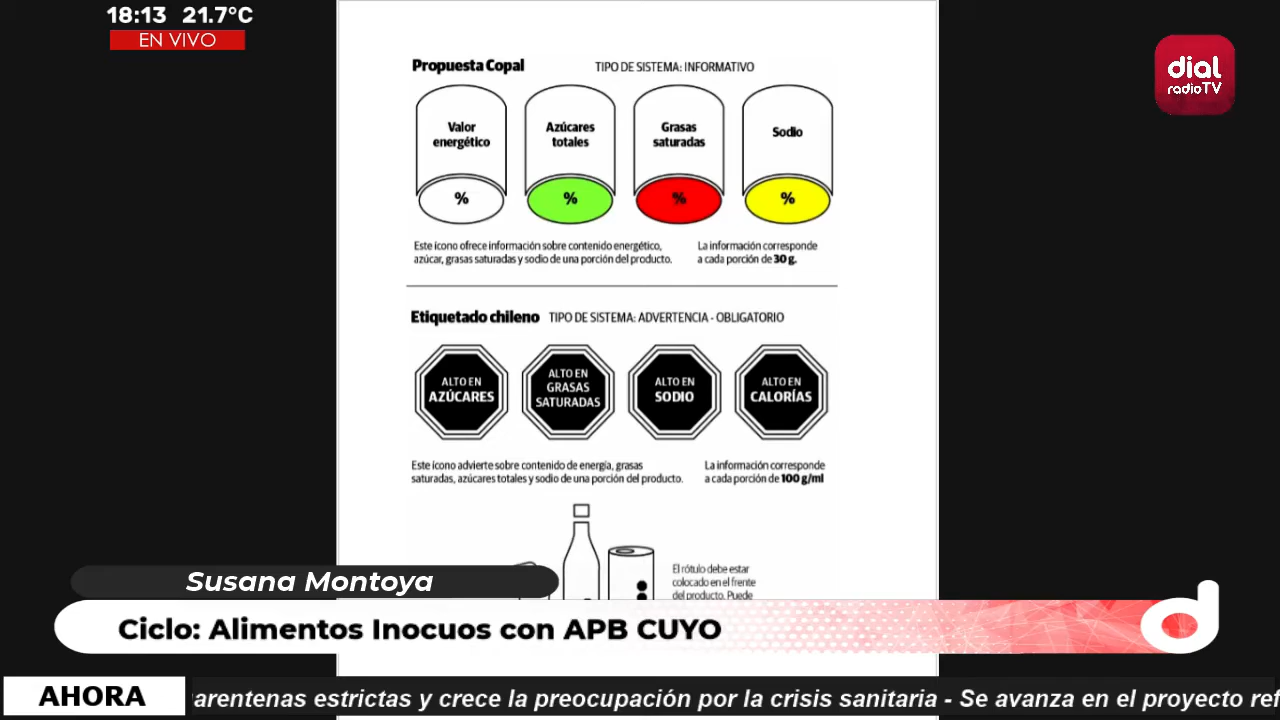 18:13 21.7°C
EN VIVO
dial
radioTV
Propuesta Copal
TIPO DE SISTEMA: INFORMATIVO
Valor
energético
Azúcares
totales
Grasas
saturadas
Sodio
%
%
%
%
Este ícono ofrece información sobre contenido energético,
azúcar, grasas saturadas y sodio de una porción del producto.
La información corresponde
a cada porción de 30 g.
Etiquetado chileno
TIPO DE SISTEMA: ADVERTENCIA - OBLIGATORIO
ALTO EN
AZÚCARES
ALTO EN
GRASAS
SATURADAS
ALTO EN
SODIO
ALTO EN
CALORÍAS
Este ícono advierte sobre contenido de energía, grasas
saturadas, azúcares totales y sodio de una porción del producto.
La información corresponde
a cada porción de 100 g/ml
El rótulo debe estar
colocado en el frente
del producto. Puede
Susana Montoya
Ciclo: Alimentos Inocuos con APB CUYO
d
AHORA
arentenas estrictas y crece la preocupación por la crisis sanitaria - Se avanza en el proyecto ref